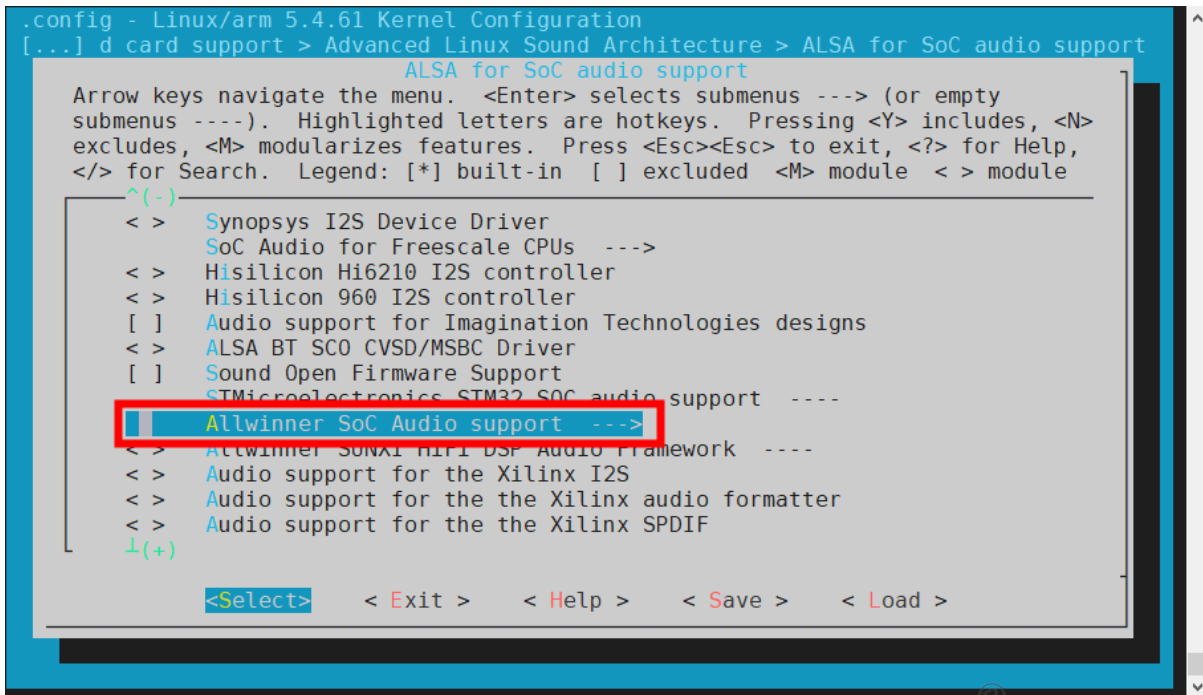 .config - Linux/arm 5.4.61 Kernel Configuration
[...] d card support > Advanced Linux Sound Architecture > ALSA for SoC audio support
ALSA for SoC audio support
Arrow keys navigate the menu.  <Enter> selects submenus ---> (or empty
submenus ----).  Highlighted letters are hotkeys.  Pressing <Y> includes, <N>
excludes, <M> modularizes features.  Press <Esc><Esc> to exit, <?> for Help,
</> for Search.  Legend: [*] built-in  [ ] excluded  <M> module  < > module
^(-)
< >   Synopsys I2S Device Driver
SoC Audio for Freescale CPUs  --->
< >   Hisilicon Hi6210 I2S controller
< >   Hisilicon 960 I2S controller
[ ]   Audio support for Imagination Technologies designs
< >   ALSA BT SCO CVSD/MSBC Driver
[ ]   Sound Open Firmware Support
STMicroelectronics STM32 SOC audio support  ----
Allwinner SoC Audio support  --->
< >   Allwinner SUNXI HIFI DSP Audio Framework  ----
< >   Audio support for the Xilinx I2S
< >   Audio support for the the Xilinx audio formatter
< >   Audio support for the the Xilinx SPDIF
┴(+)
<Select>    < Exit >    < Help >    < Save >    < Load >